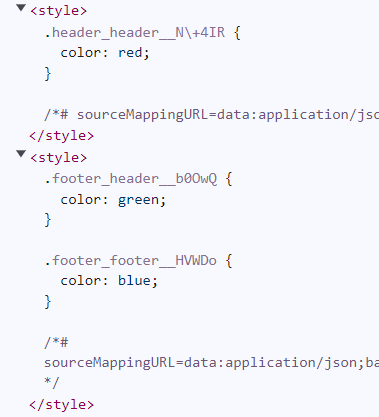 <style>
.header_header__N\+4IR {
color: red;
}
/*# sourceMappingURL=data:application/jso
</style>
<style>
.footer_header__b0OwQ {
color: green;
}
.footer_footer__HVWDo {
color: blue;
}
/*#
sourceMappingURL=data:application/json;ba
*/
</style>